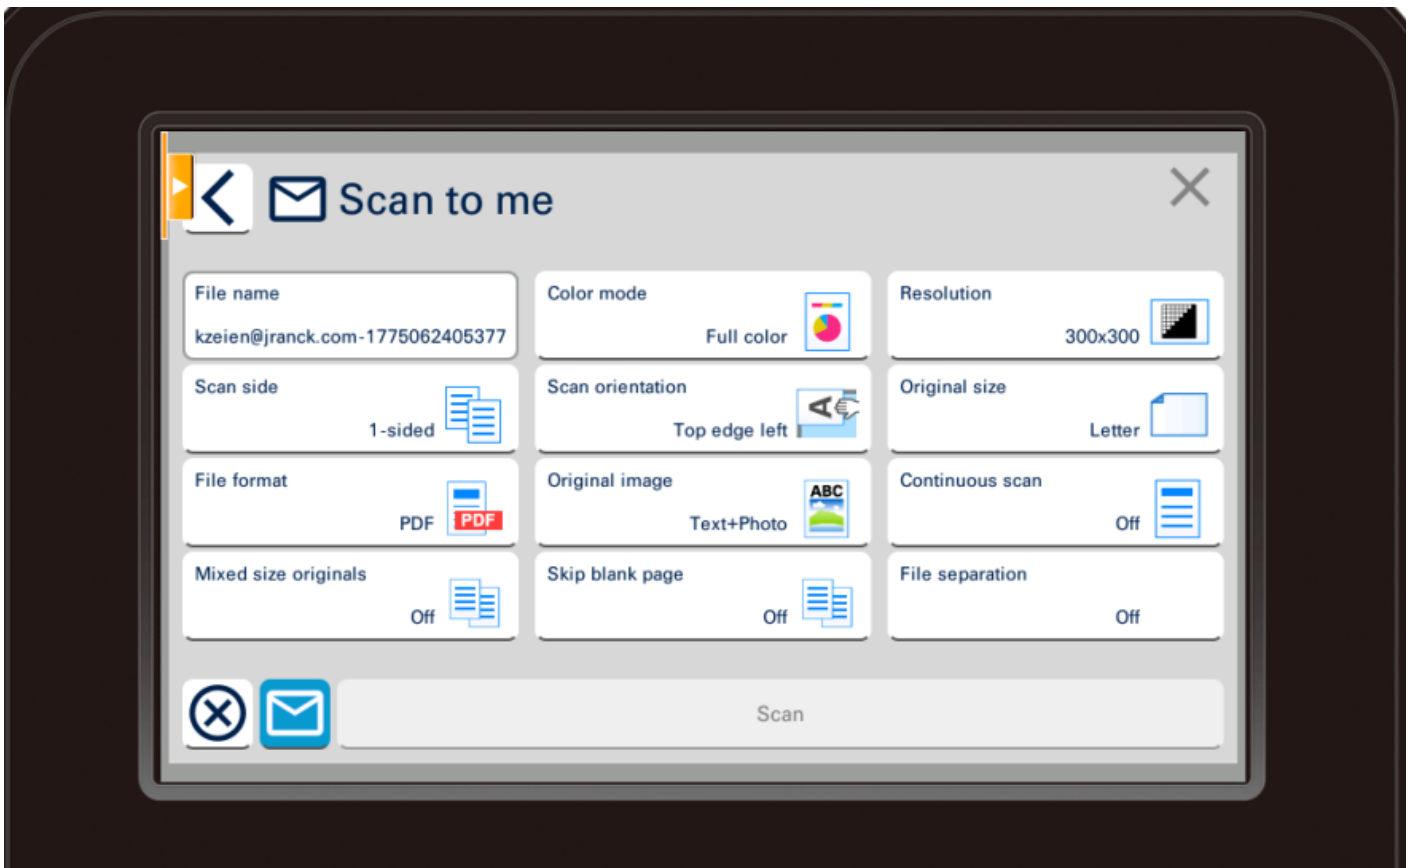 Scan to me
File name
kzeien@jranck.com-1775062405377
Color mode
Full color
Resolution
300x300
Scan side
1-sided
Scan orientation
Top edge left
A
Original size
Letter
File format
PDF
PDF
Original image
Text+Photo
ABC
Continuous scan
Off
Mixed size originals
Off
Skip blank page
Off
File separation
Off
Scan